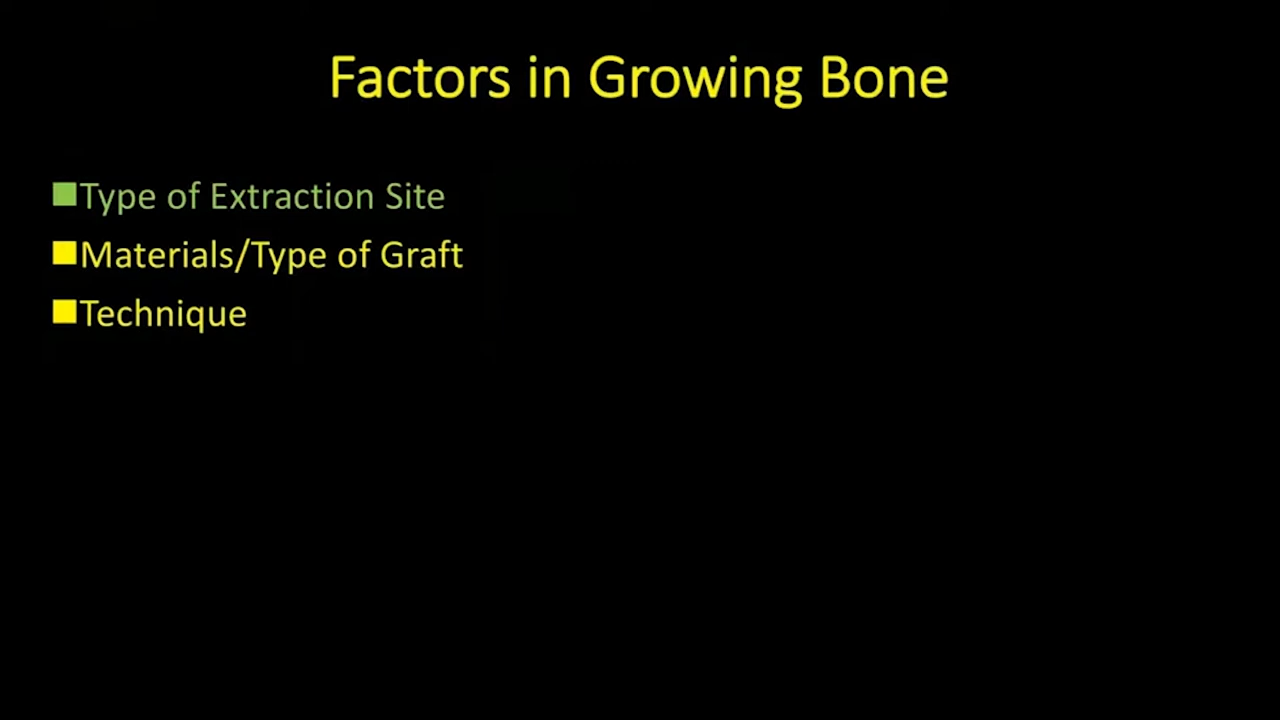 Factors in Growing Bone
■Type of Extraction Site
■Materials/Type of Graft
■Technique